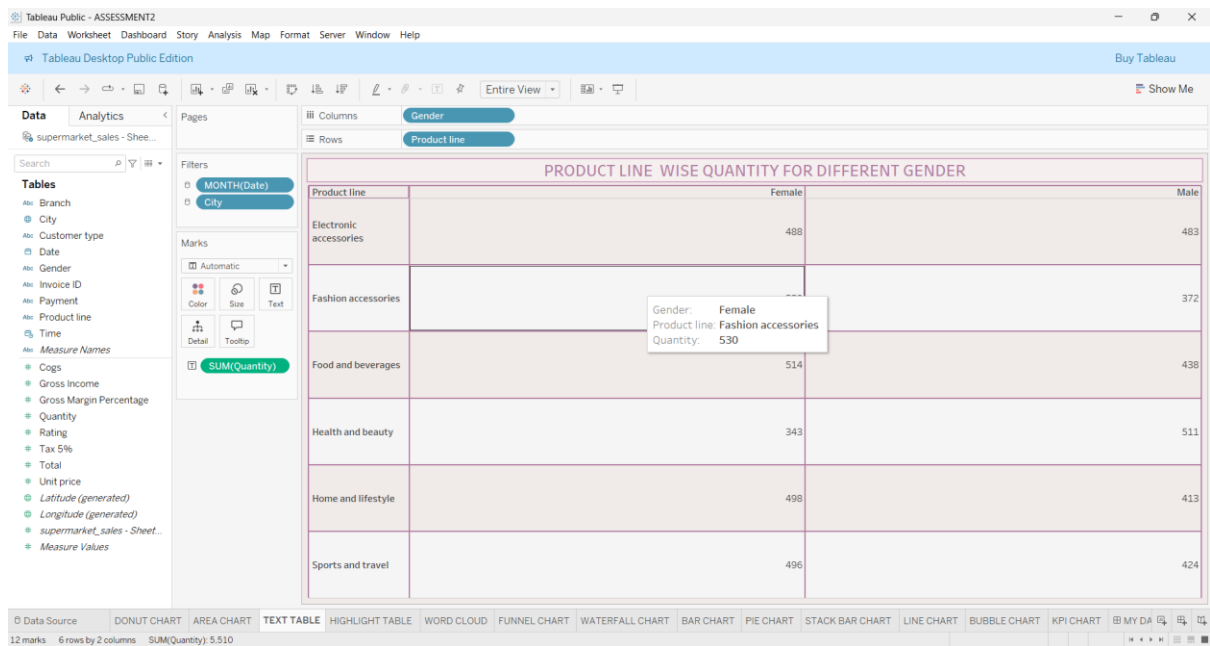 Tableau Public - ASSESSMENT2
File Data Worksheet Dashboard Story Analysis Map Format Server Window Help
Tableau Desktop Public Edition
Buy Tableau
Entire View
Show Me
Data Analytics
supermarket_sales - Shee...
Search
Tables
Abc Branch
City
Abc Customer type
Date
Abc Gender
Abc Invoice ID
Abc Payment
Abc Product line
Time
Abc Measure Names
# Cogs
# Gross Income
# Gross Margin Percentage
# Quantity
# Rating
# Tax 5%
# Total
# Unit price
Latitude (generated)
Longitude (generated)
# supermarket_sales - Sheet...
# Measure Values
Pages
Filters
MONTH(Date)
City
Marks
Automatic
Color Size Text
Detail Tooltip
SUM(Quantity)
Columns Gender
Rows Product line
PRODUCT LINE WISE QUANTITY FOR DIFFERENT GENDER
Product line Female Male
Electronic
accessories 488 483
Fashion accessories 372
Gender: Female
Product line: Fashion accessories
Quantity: 530
Food and beverages 514 438
Health and beauty 343 511
Home and lifestyle 498 413
Sports and travel 496 424
Data Source DONUT CHART AREA CHART TEXT TABLE HIGHLIGHT TABLE WORD CLOUD FUNNEL CHART WATERFALL CHART BAR CHART PIE CHART STACK BAR CHART LINE CHART BUBBLE CHART KPI CHART MY DA
12 marks 6 rows by 2 columns SUM(Quantity): 5,510